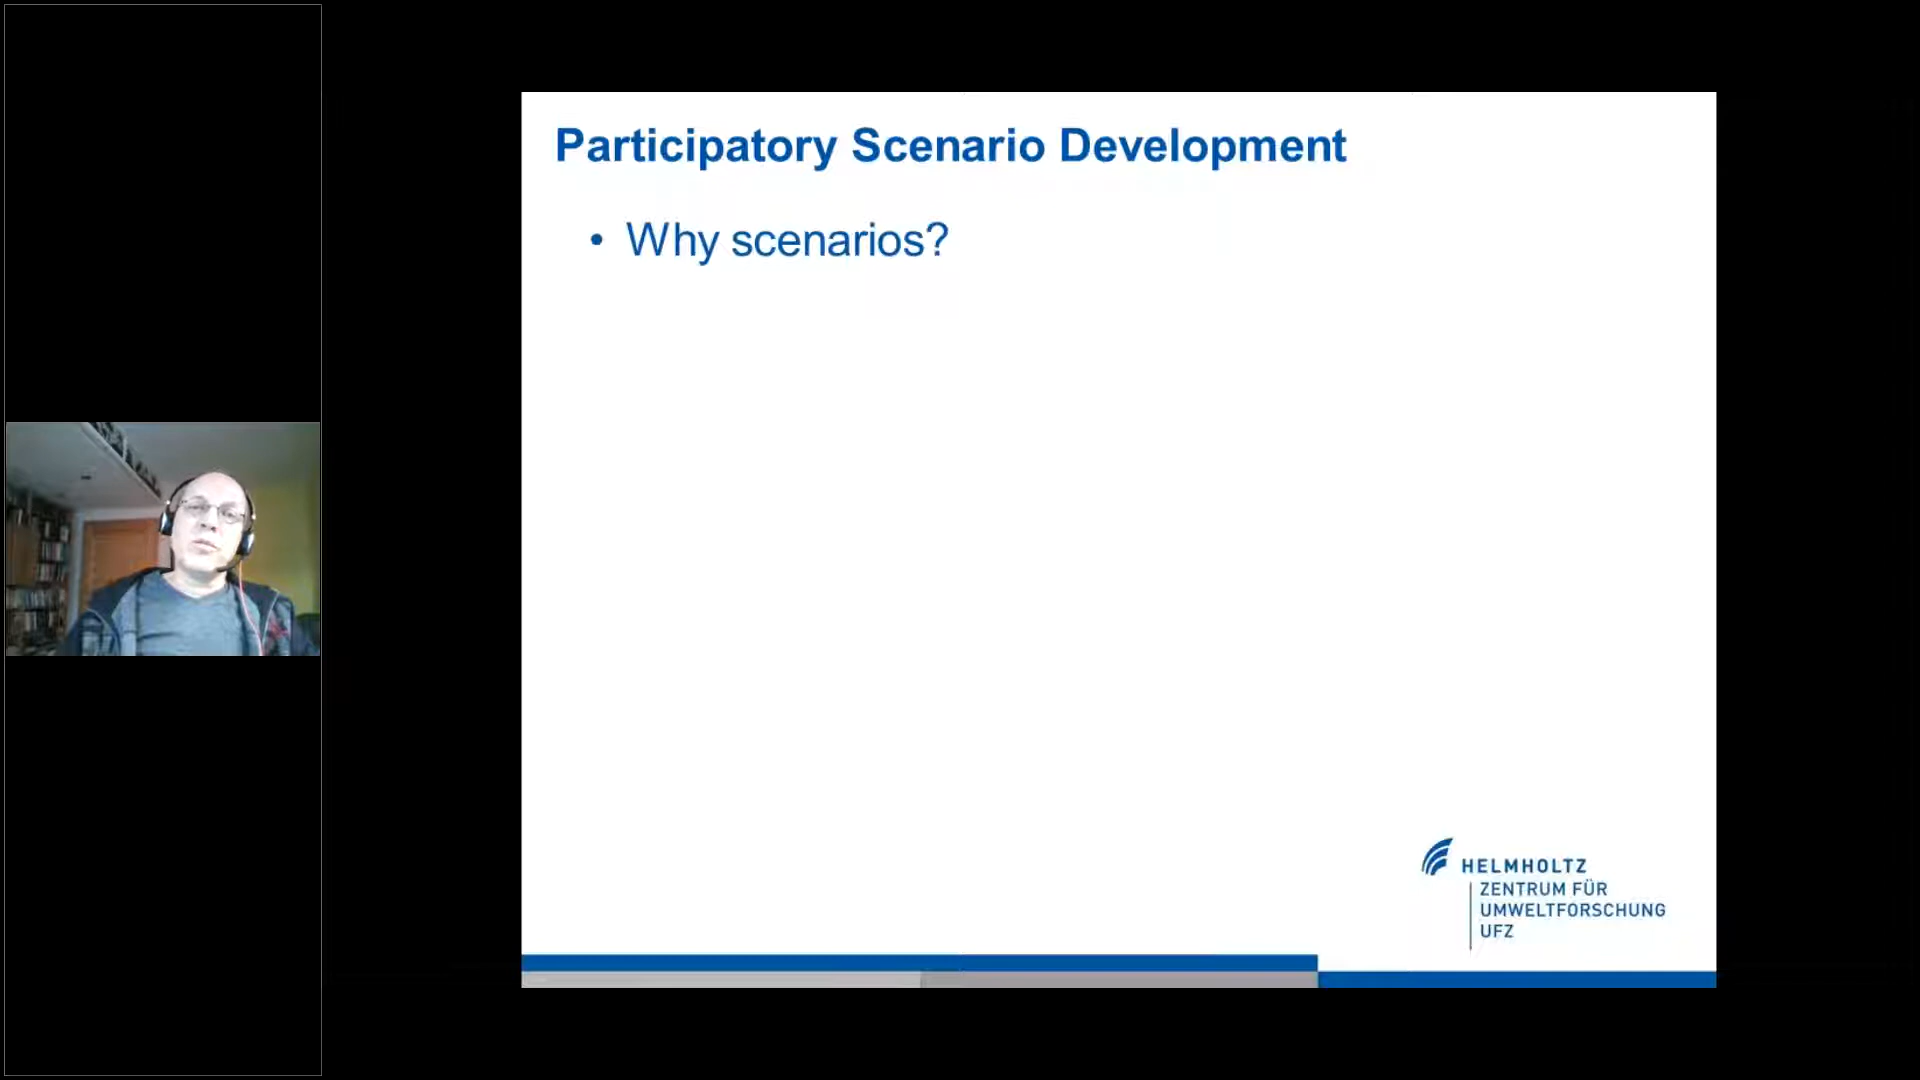 Participatory Scenario Development
• Why scenarios?
HELMHOLTZ
ZENTRUM FÜR
UMWELTFORSCHUNG
UFZ